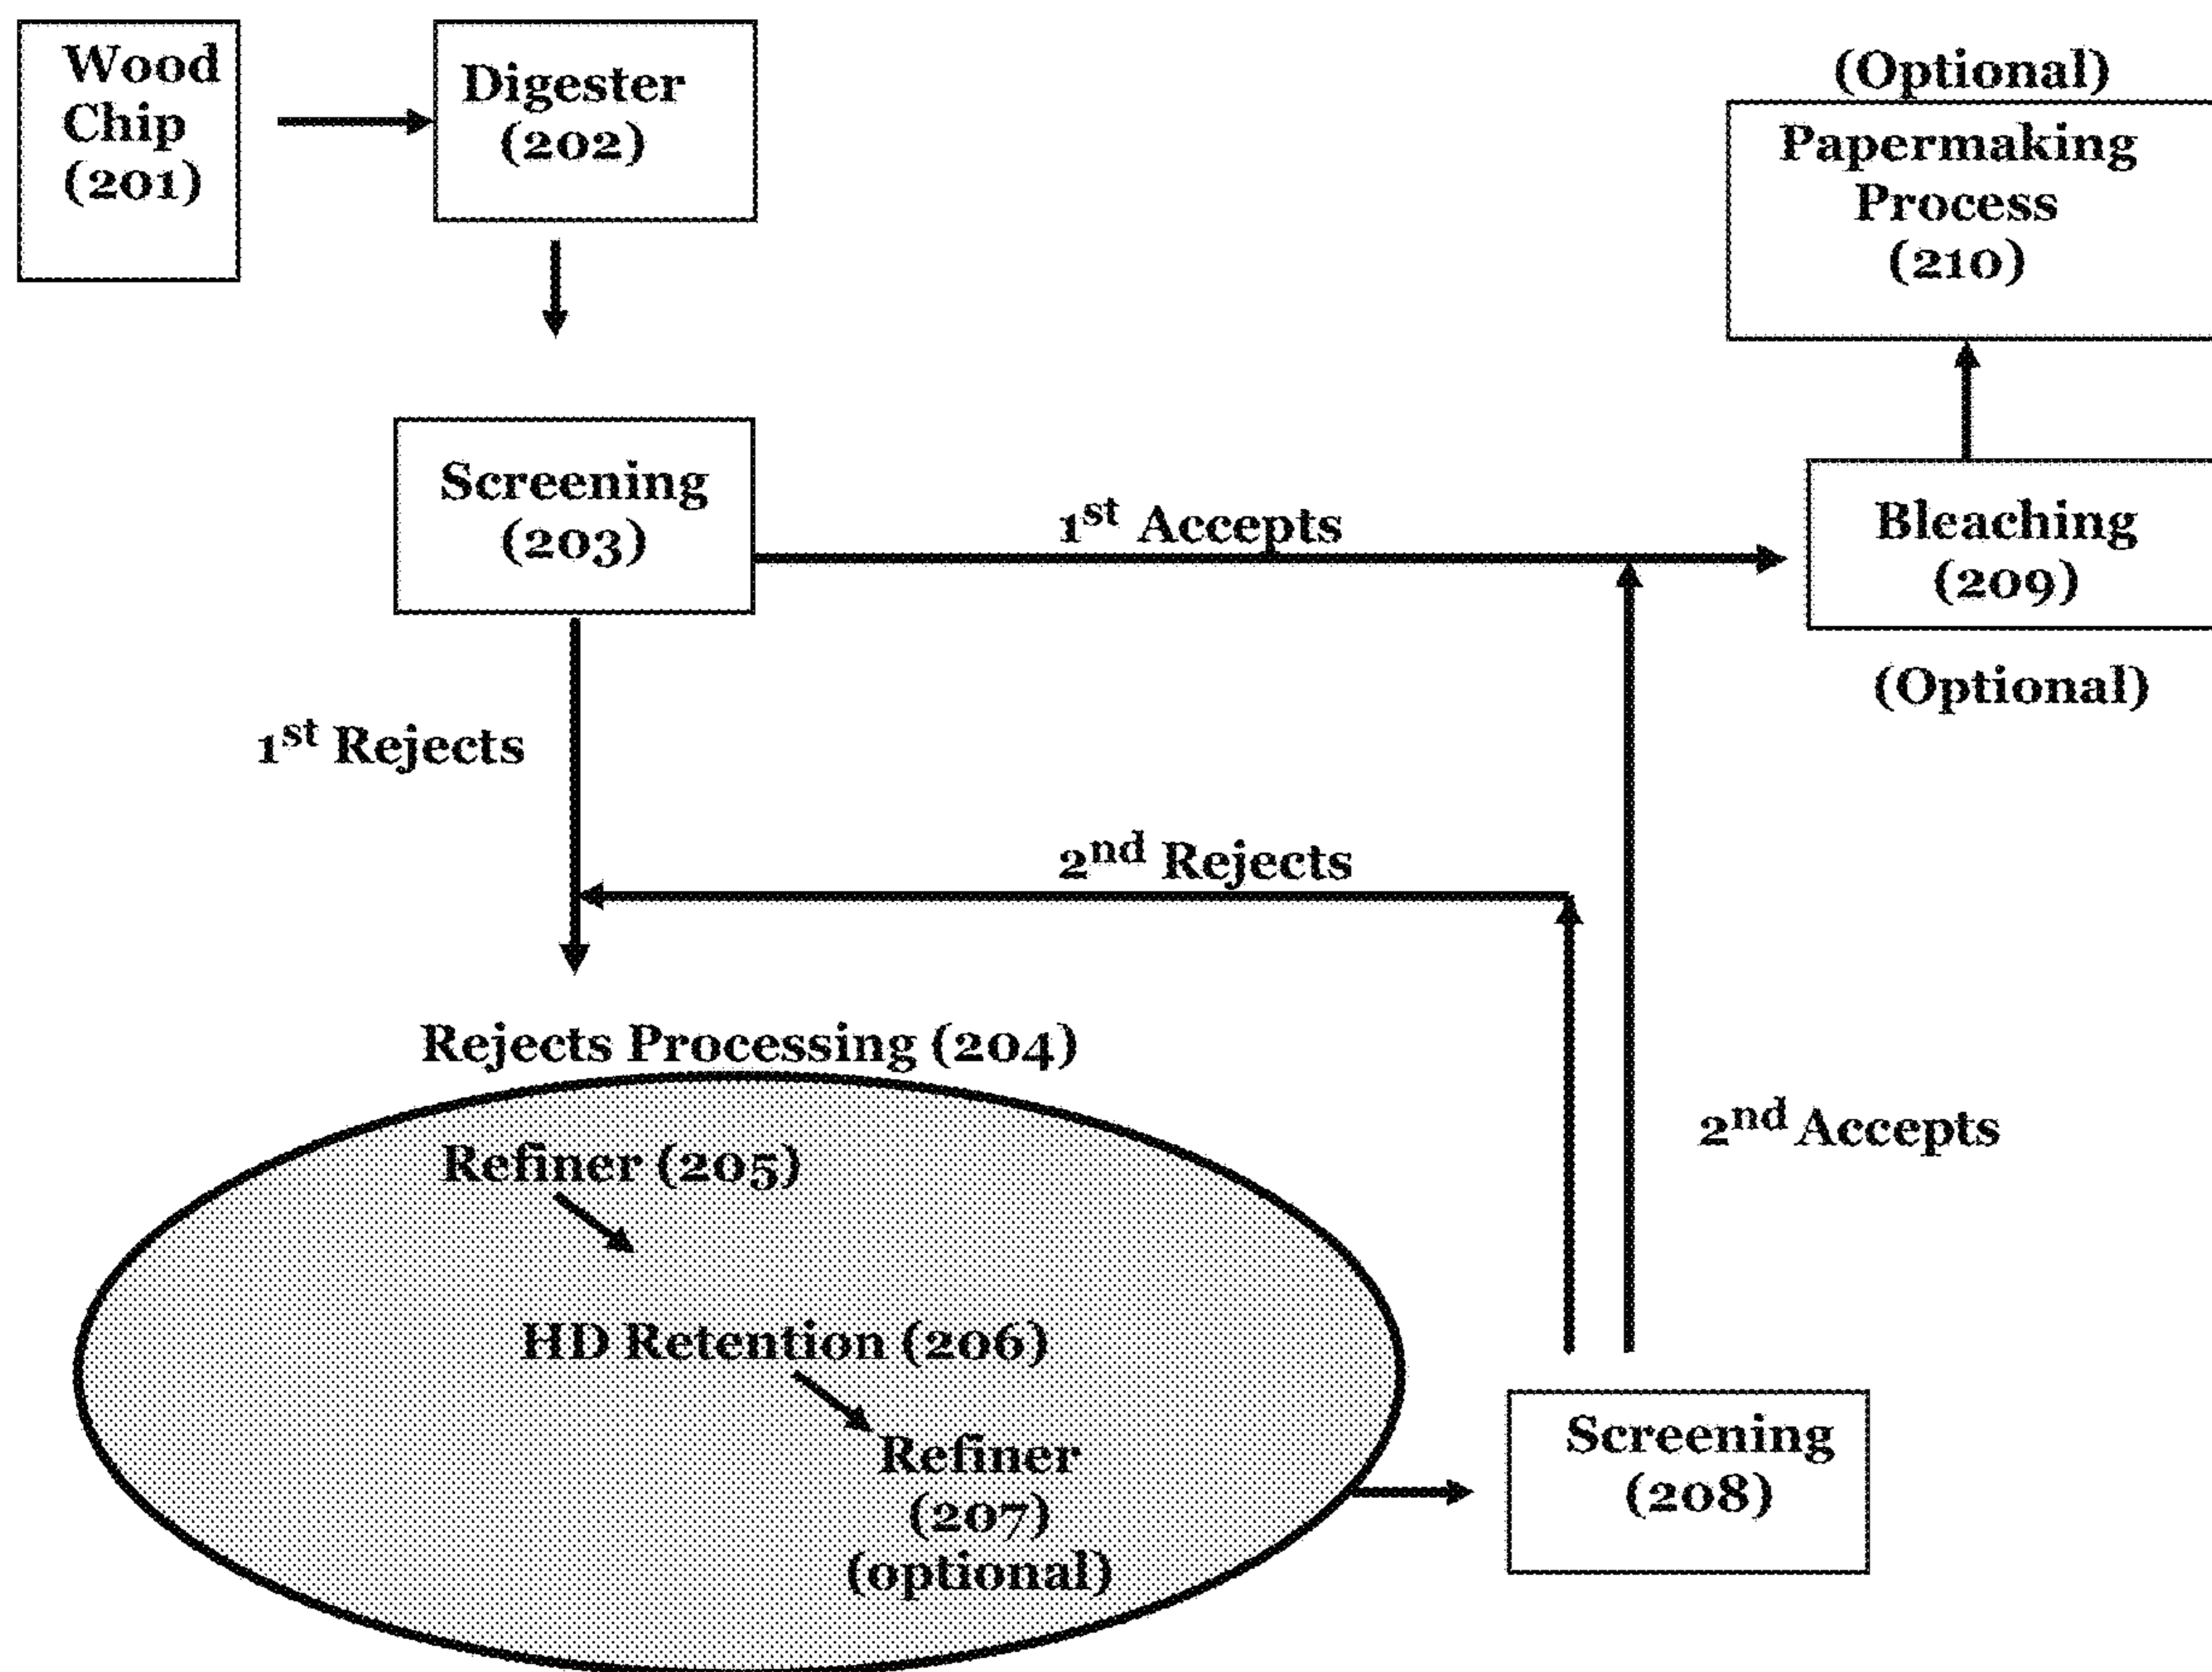 Wood
Chip
(201)
Digester
(202)
(Optional)
Papermaking
Process
(210)
Screening
(203)
1st Accepts
Bleaching
(209)
(Optional)
1st Rejects
2nd Rejects
Rejects Processing (204)
2nd Accepts
Refiner (205)
HD Retention (206)
Refiner
(207)
(optional)
Screening
(208)